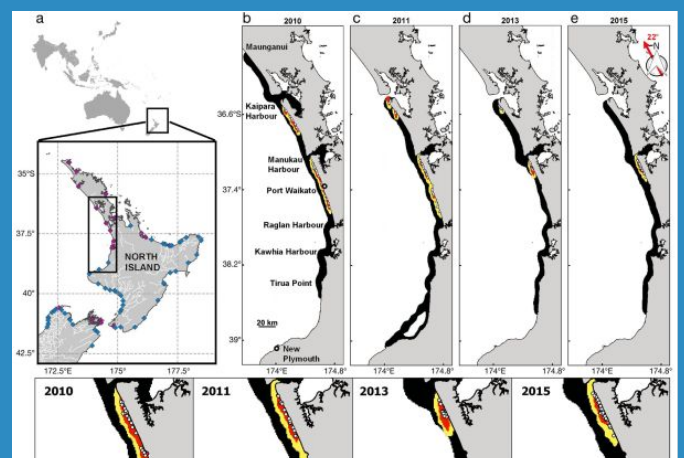 a
b
2010
c
2011
d
2013
e
2015
22°
N
Maunganui
Kaipara
Harbour
Manukau
Harbour
Port Waikato
Raglan Harbour
Kawhia Harbour
Tirua Point
20 km
New
Plymouth
36.6°S
37.4°
38.2°
39°
174°E
174.8°
174°E
174.8°
174°E
174.8°
174°E
174.8°
35°S
37.5°
40°
42.5°
172.5°E
175°
177.5°
NORTH
ISLAND
2010
2011
2013
2015